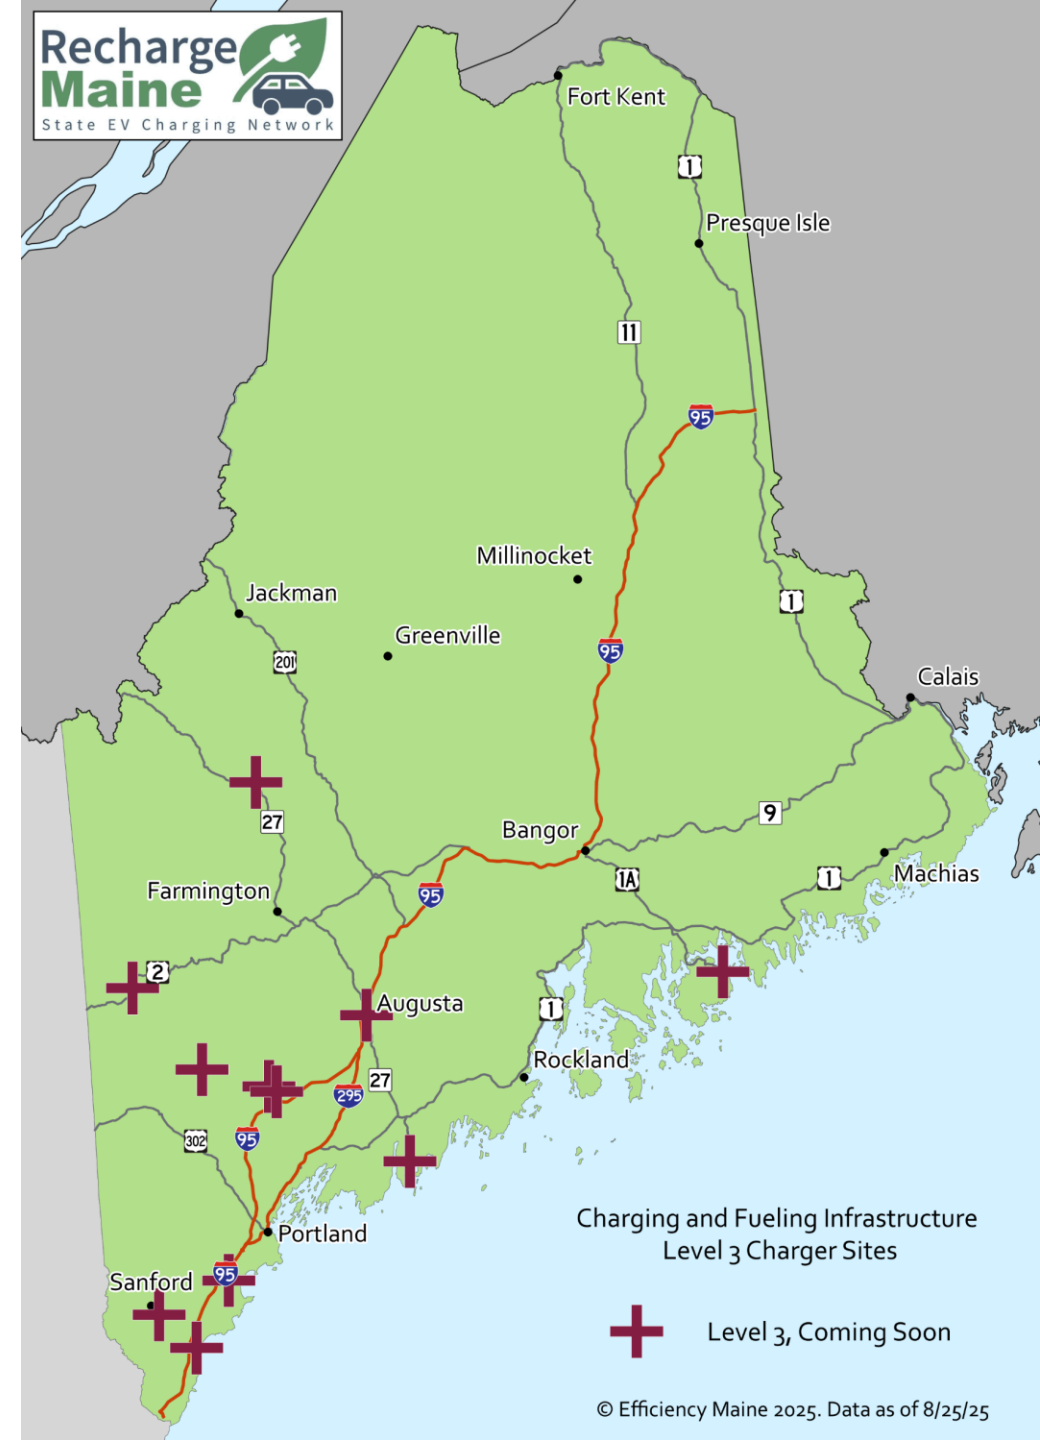 Recharge
Maine
State EV Charging Network
Fort Kent
1
Presque Isle
11
95
Millinocket
Jackman
1
Greenville
95
201
Calais
27
9
Bangor
1A
1
Machias
Farmington
95
2
Augusta
1
Rockland
27
295
95
302
Portland
95
Sanford
Charging and Fueling Infrastructure
Level 3 Charger Sites
Level 3, Coming Soon
© Efficiency Maine 2025. Data as of 8/25/25